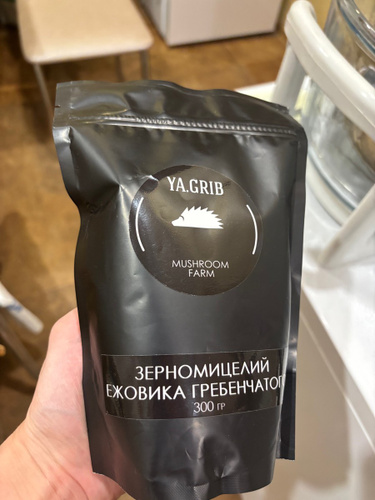 YA.GRIB
MUSHROOM
FARM
ЗЕРНОМИЦЕЛИЙ
ЕЖОВИКА ГРЕБЕНЧАТОГ
300 ГР